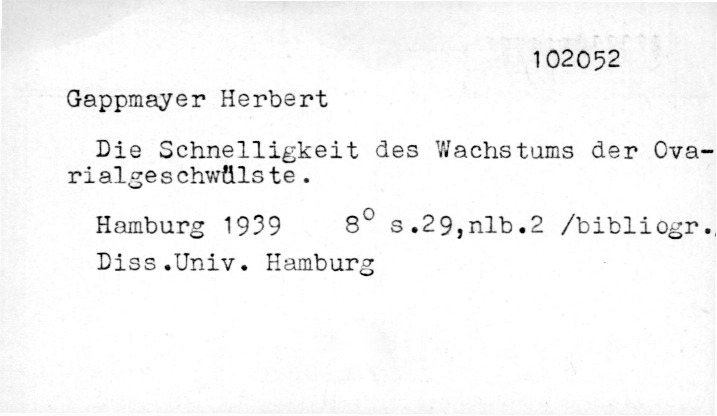 102052
Gappmayer Herbert
Die Schnelligkeit des Wachstums der Ova-
rialgeschwülste.
Hamburg 1939 8° s.29,nlb.2 /bibliogr./
Diss.Univ. Hamburg